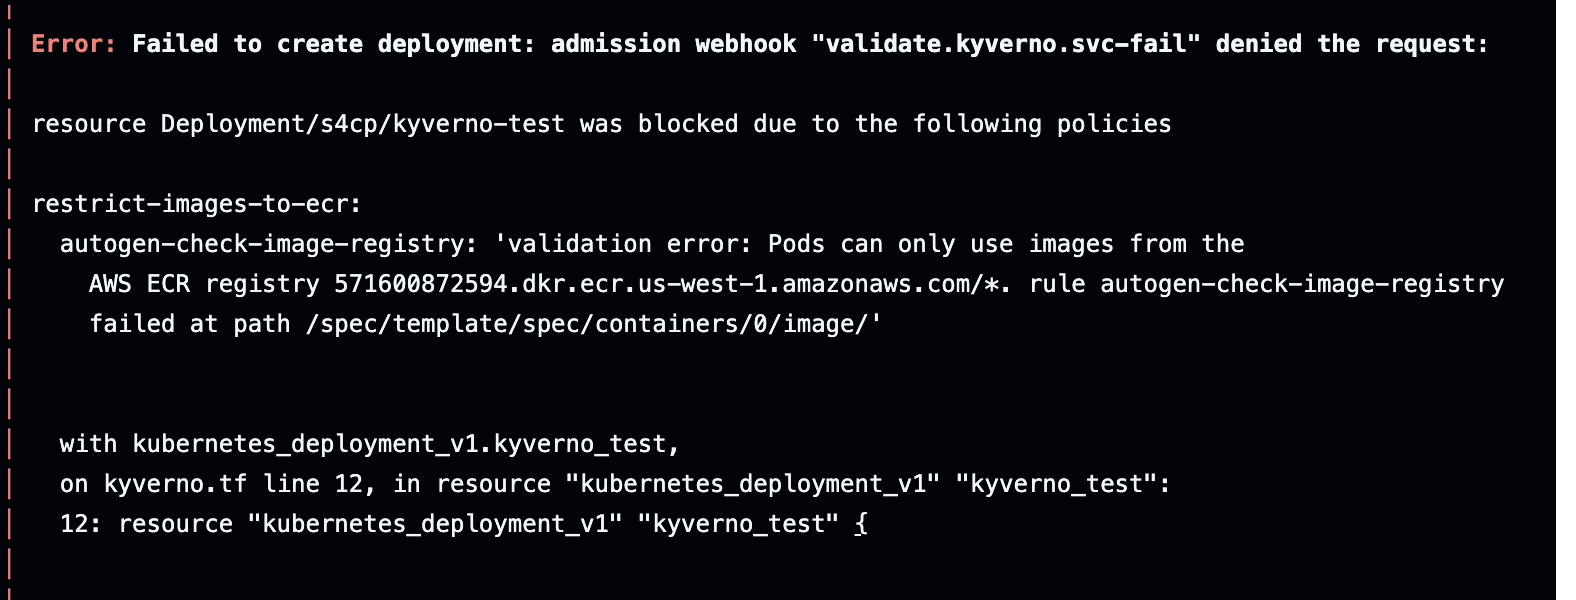 Error: Failed to create deployment: admission webhook "validate.kyverno.svc-fail" denied the request:
resource Deployment/s4cp/kyverno-test was blocked due to the following policies
restrict-images-to-ecr:
autogen-check-image-registry: 'validation error: Pods can only use images from the
AWS ECR registry 571600872594.dkr.ecr.us-west-1.amazonaws.com/*. rule autogen-check-image-registry
failed at path /spec/template/spec/containers/0/image/'
with kubernetes_deployment_v1.kyverno_test,
on kyverno.tf line 12, in resource "kubernetes_deployment_v1" "kyverno_test":
12: resource "kubernetes_deployment_v1" "kyverno_test" {